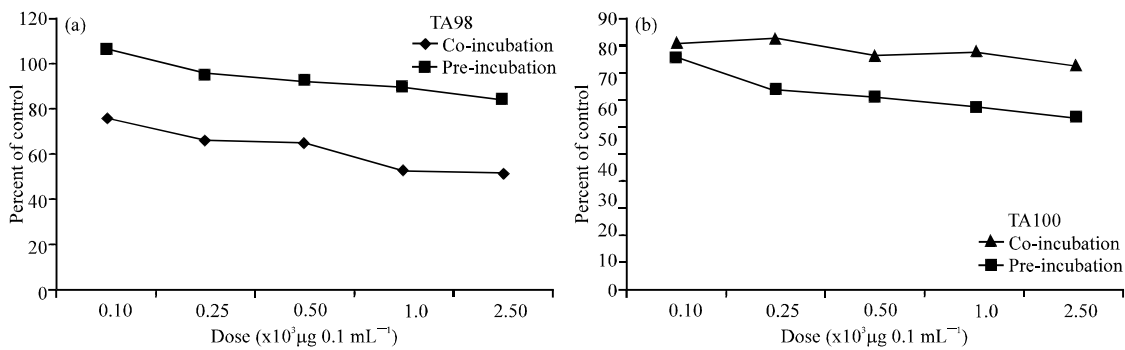 (a)
TA98
Co-incubation
Pre-incubation
120
100
80
60
40
20
0
Percent of control
0.10 0.25 0.50 1.0 2.50
Dose (x10³µg 0.1 mL⁻¹)
(b)
90
80
70
60
50
40
30
20
10
0
Percent of control
TA100
Co-incubation
Pre-incubation
0.10 0.25 0.50 1.0 2.50
Dose (x10³µg 0.1 mL⁻¹)